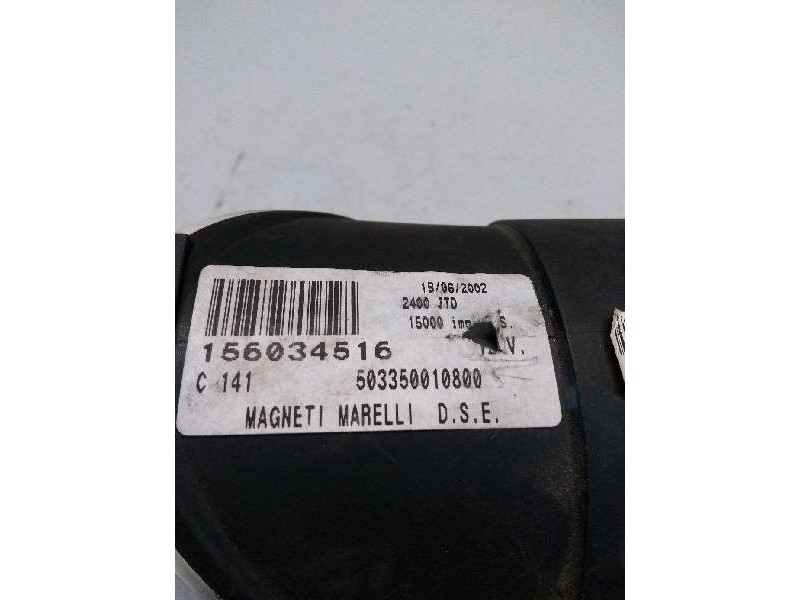 19/06/2002
2400 JTD
15000 imp S.
156034516
V.
C 141
503350010800
MAGNETI MARELLI D.S.E.